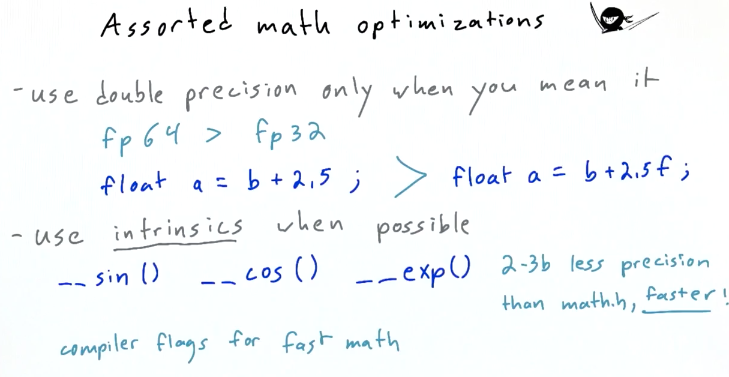 Assorted math optimizations
- use double precision only when you mean it
fp64 > fp32
float a = b + 2.5 ; > float a = b + 2.5f ;
- use intrinsics when possible
__sin() __cos() __exp() 2-3b less precision
than math.h, faster!
compiler flags for fast math